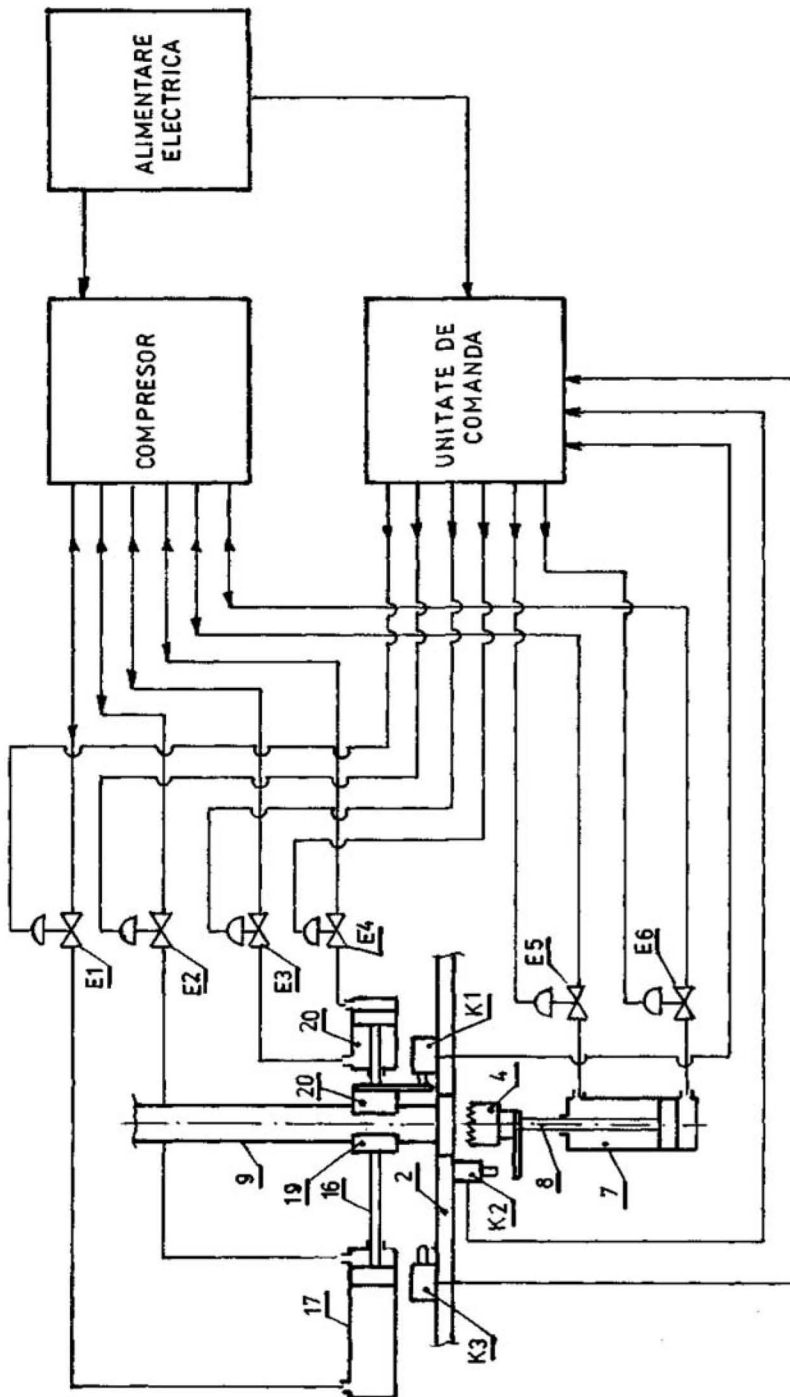 ALIMENTARE
ELECTRICA
COMPRESOR
UNITATE DE
COMANDA
E1
E2
E3
E4
E5
E6
20
K1
20
4
9
19
16
2
8
7
K2
17
K3